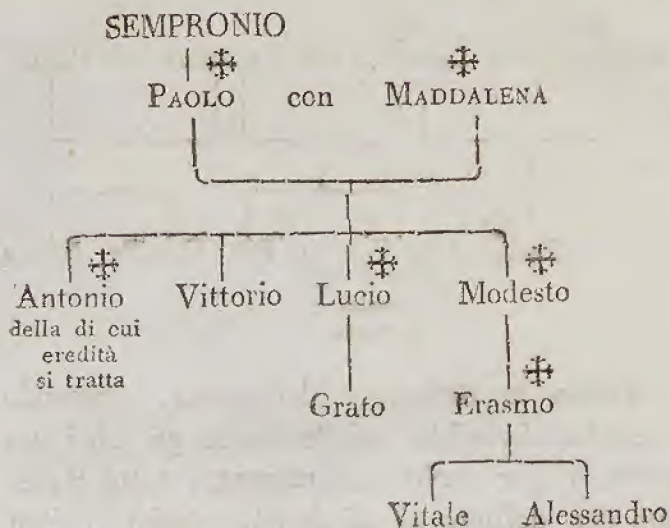 SEMPRONIO
PAOLO con MADDALENA
Antonio Vittorio Lucio Modesto
della di cui
eredità
si tratta
Grato Erasmo
Vitale Alessandro